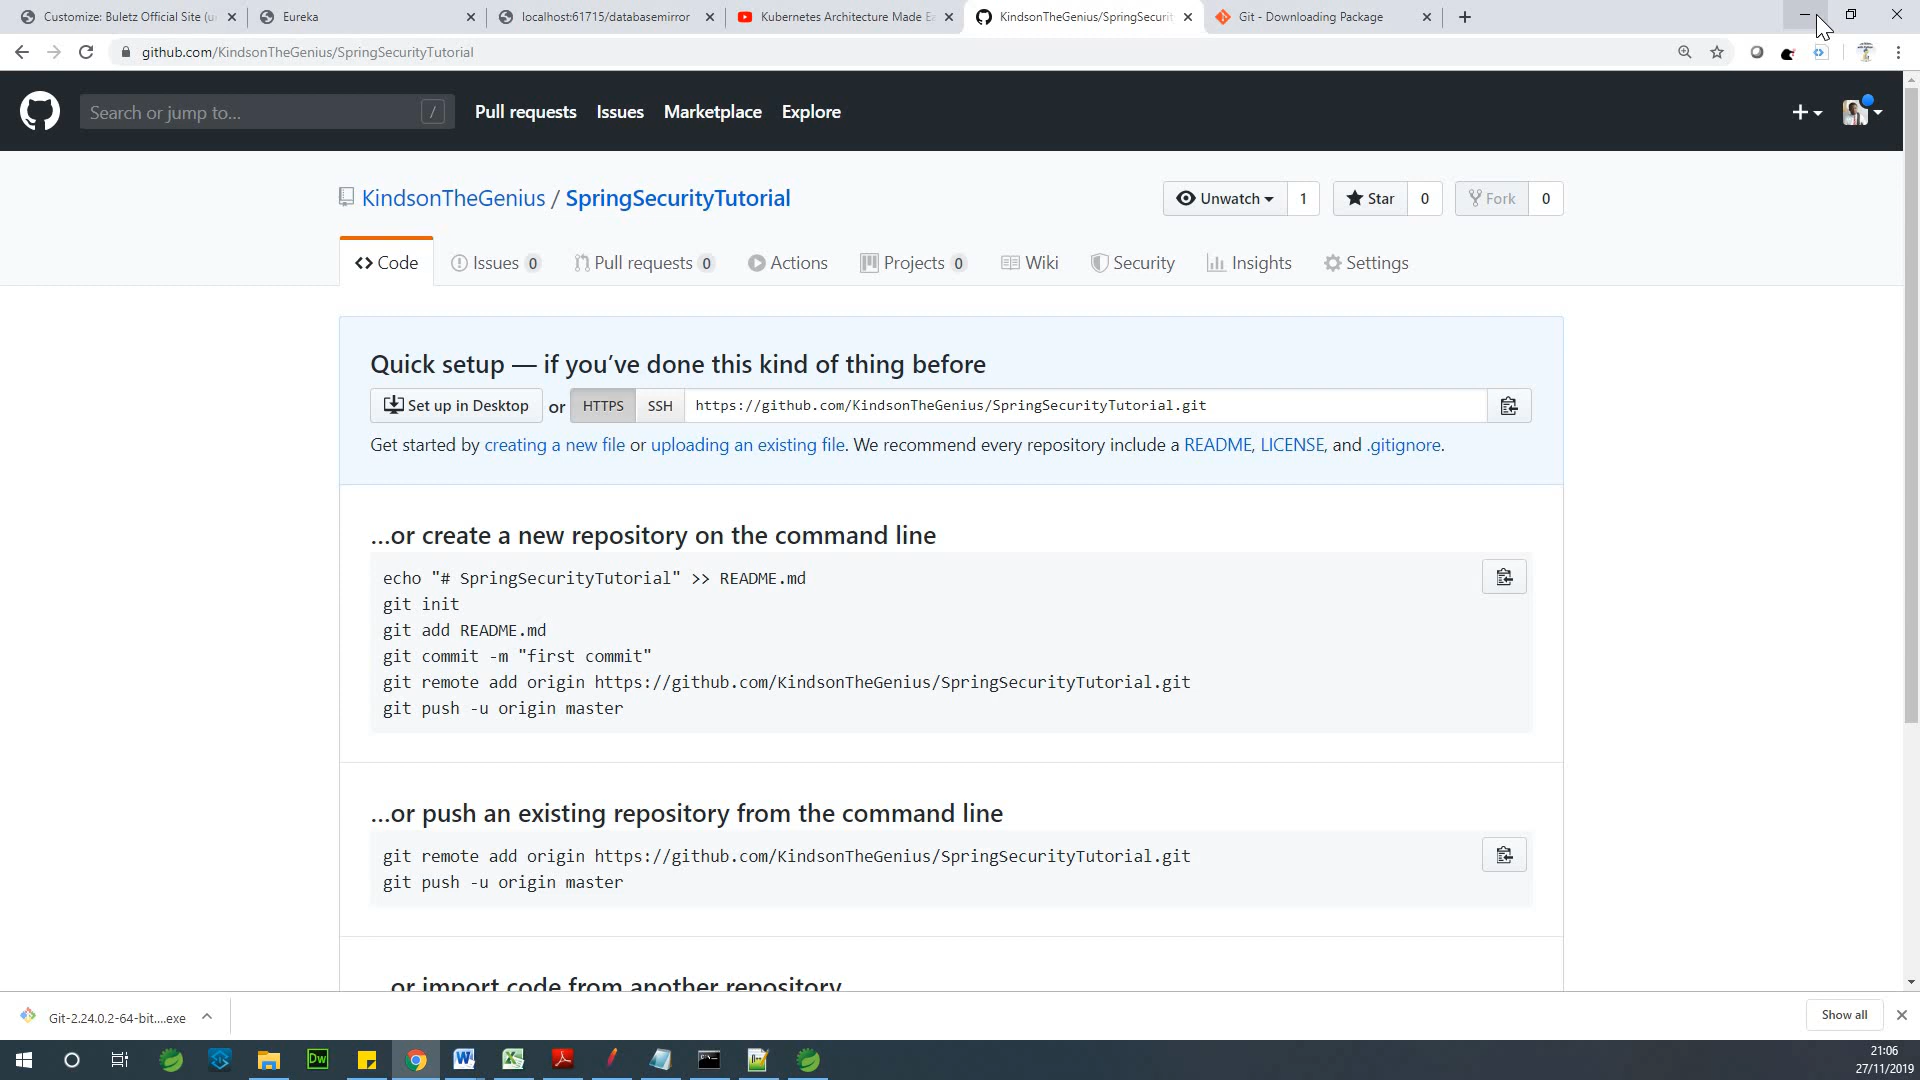 Customize: Buletz Official Site (u
Eureka
localhost:61715/databasemirror
Kubernetes Architecture Made Ea
KindsonTheGenius/SpringSecurit
Git - Downloading Package
github.com/KindsonTheGenius/SpringSecurityTutorial
Search or jump to...
/
Pull requests
Issues
Marketplace
Explore
KindsonTheGenius / SpringSecurityTutorial
Unwatch 1
Star 0
Fork 0
Code
Issues 0
Pull requests 0
Actions
Projects 0
Wiki
Security
Insights
Settings
Quick setup — if you’ve done this kind of thing before
Set up in Desktop or HTTPS SSH https://github.com/KindsonTheGenius/SpringSecurityTutorial.git
Get started by creating a new file or uploading an existing file. We recommend every repository include a README, LICENSE, and .gitignore.
…or create a new repository on the command line
echo "# SpringSecurityTutorial" >> README.md
git init
git add README.md
git commit -m "first commit"
git remote add origin https://github.com/KindsonTheGenius/SpringSecurityTutorial.git
git push -u origin master
…or push an existing repository from the command line
git remote add origin https://github.com/KindsonTheGenius/SpringSecurityTutorial.git
git push -u origin master
or import code from another repository
Git-2.24.0.2-64-bit....exe
Show all
Dw
21:06
27/11/2019